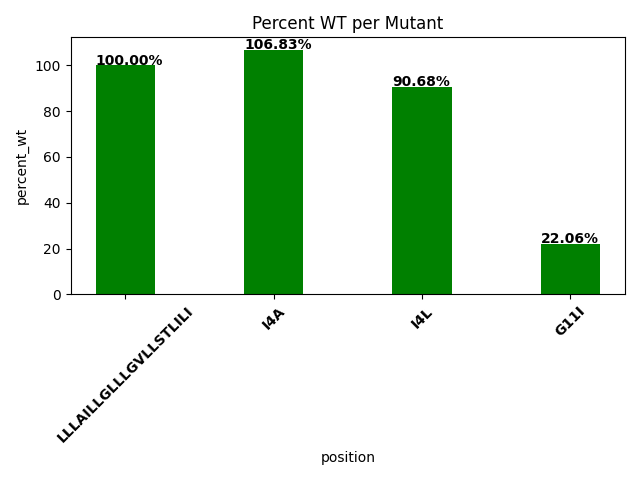 Percent WT per Mutant
percent_wt
100
80
60
40
20
0
100.00%
106.83%
90.68%
22.06%
LLLAILLGLLLGVLLSTLILI
I4A
I4L
G11I
position